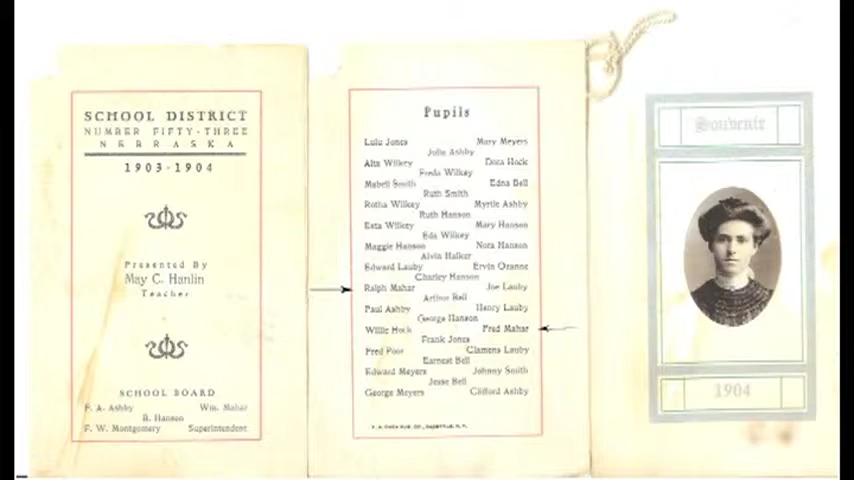 SCHOOL DISTRICT
NUMBER FIFTY-THREE
NEBRASKA
1903-1904
Presented By
May C. Hanlin
Teacher
SCHOOL BOARD
F. A. Ashby Wm. Mahar
B. Hanson
F. W. Montgomery Superintendent
Pupils
Lulu Jones Mary Meyers
Julia Ashby
Alta Wilkey Dora Hock
Freda Wilkey
Mabell Smith Edna Bell
Ruth Smith
Retha Wilkey Myrtle Ashby
Ruth Hanson
Esta Wilkey Mary Hanson
Eda Wilkey
Maggie Hanson Nora Hanson
Alvin Halker
Edward Lauby Ervin Ozanne
Charley Hanson
Ralph Mahar Joe Lauby
Arthur Bell
Paul Ashby Henry Lauby
George Hanson
Willie Hock Fred Mahar
Frank Jones
Fred Poor Clamens Lauby
Earnest Bell
Edward Meyers Johnny Smith
Jesse Bell
George Meyers Clifford Ashby
Souvenir
1904